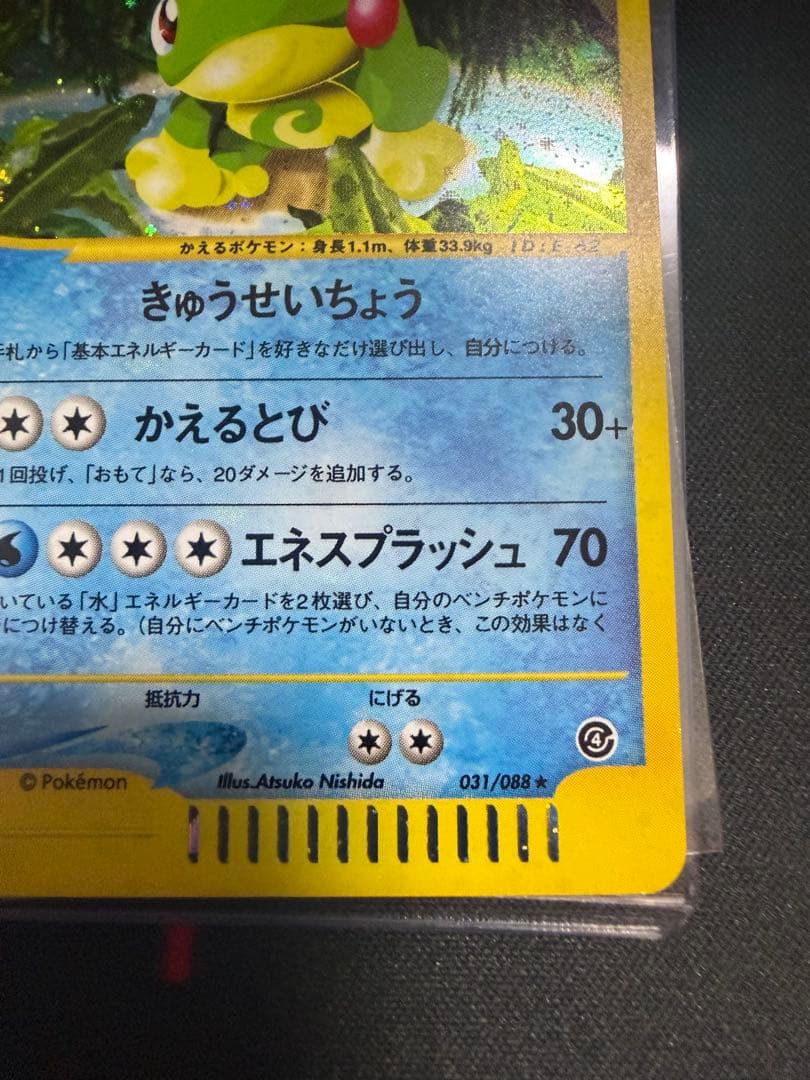 かえるポケモン：身長1.1m、体重33.9kg ID:E-62
きゅうせいちょう
手札から「基本エネルギーカード」を好きなだけ選び出し、自分につける。
かえるとび 30+
1回投げ、「おもて」なら、20ダメージを追加する。
エネスプラッシュ 70
いている「水」エネルギーカードを2枚選び、自分のベンチポケモンに
につけ替える。（自分にベンチポケモンがいないとき、この効果はなく
抵抗力 にげる
4
© Pokémon Illus.Atsuko Nishida 031/088★